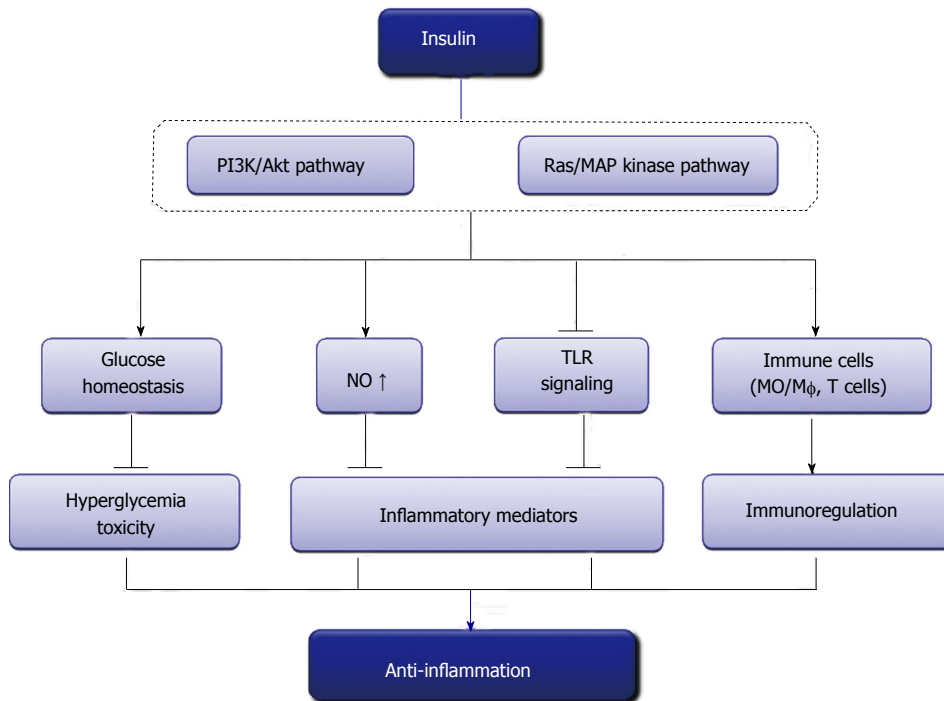 Insulin
PI3K/Akt pathway
Ras/MAP kinase pathway
Glucose
homeostasis
NO ↑
TLR
signaling
Immune cells
(MO/Mϕ, T cells)
Hyperglycemia
toxicity
Inflammatory mediators
Immunoregulation
Anti-inflammation